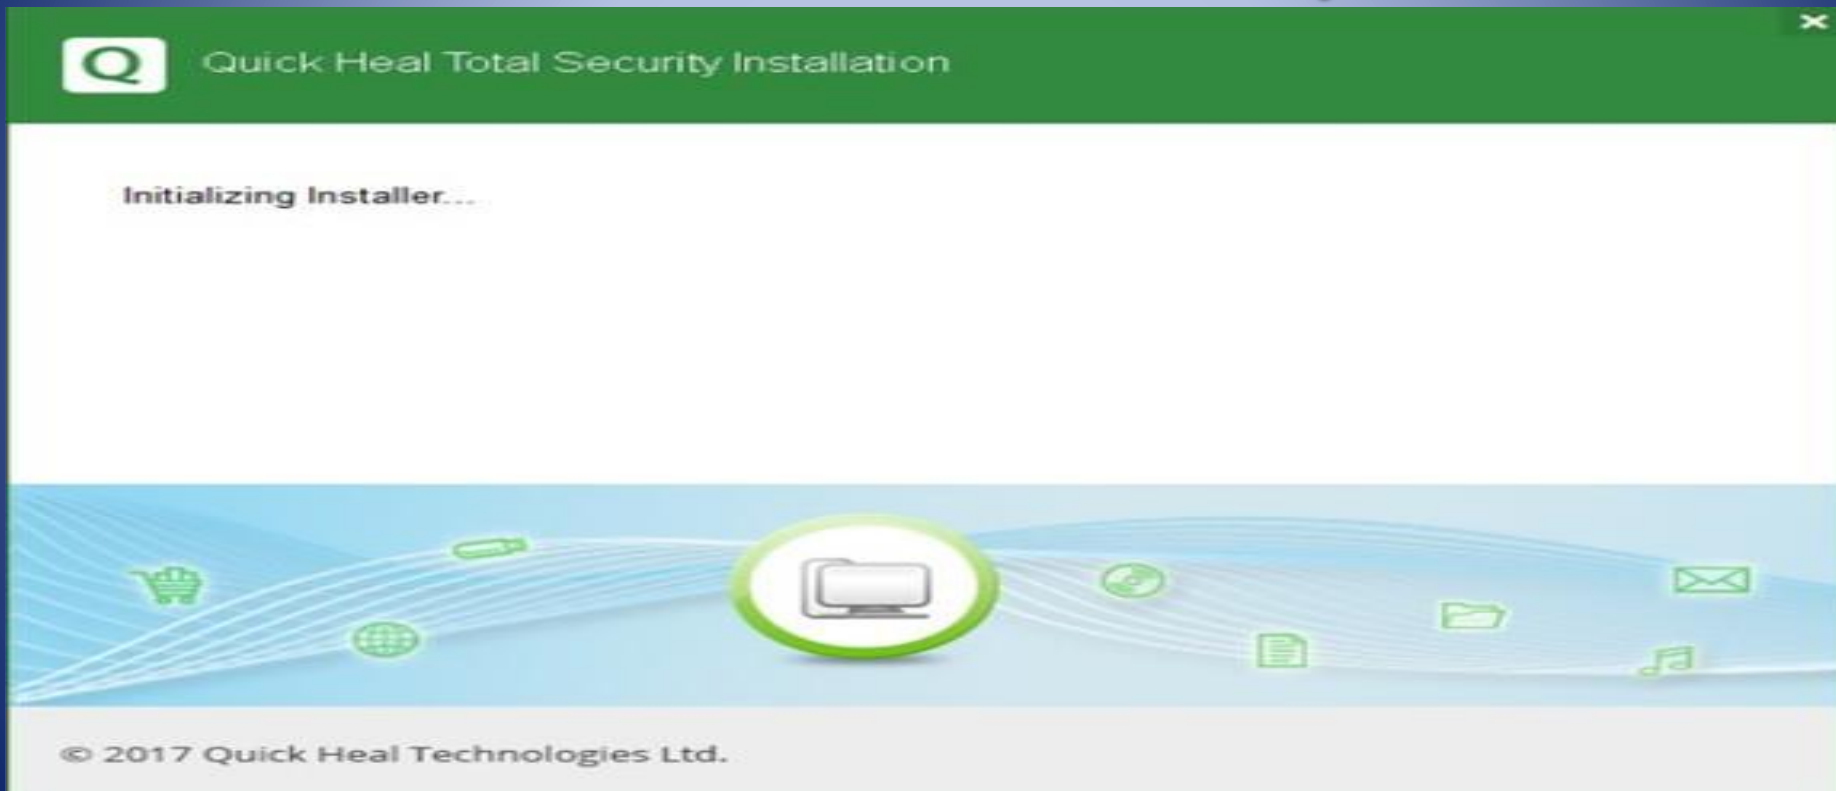 Q
Quick Heal Total Security Installation
Initializing Installer...
© 2017 Quick Heal Technologies Ltd.